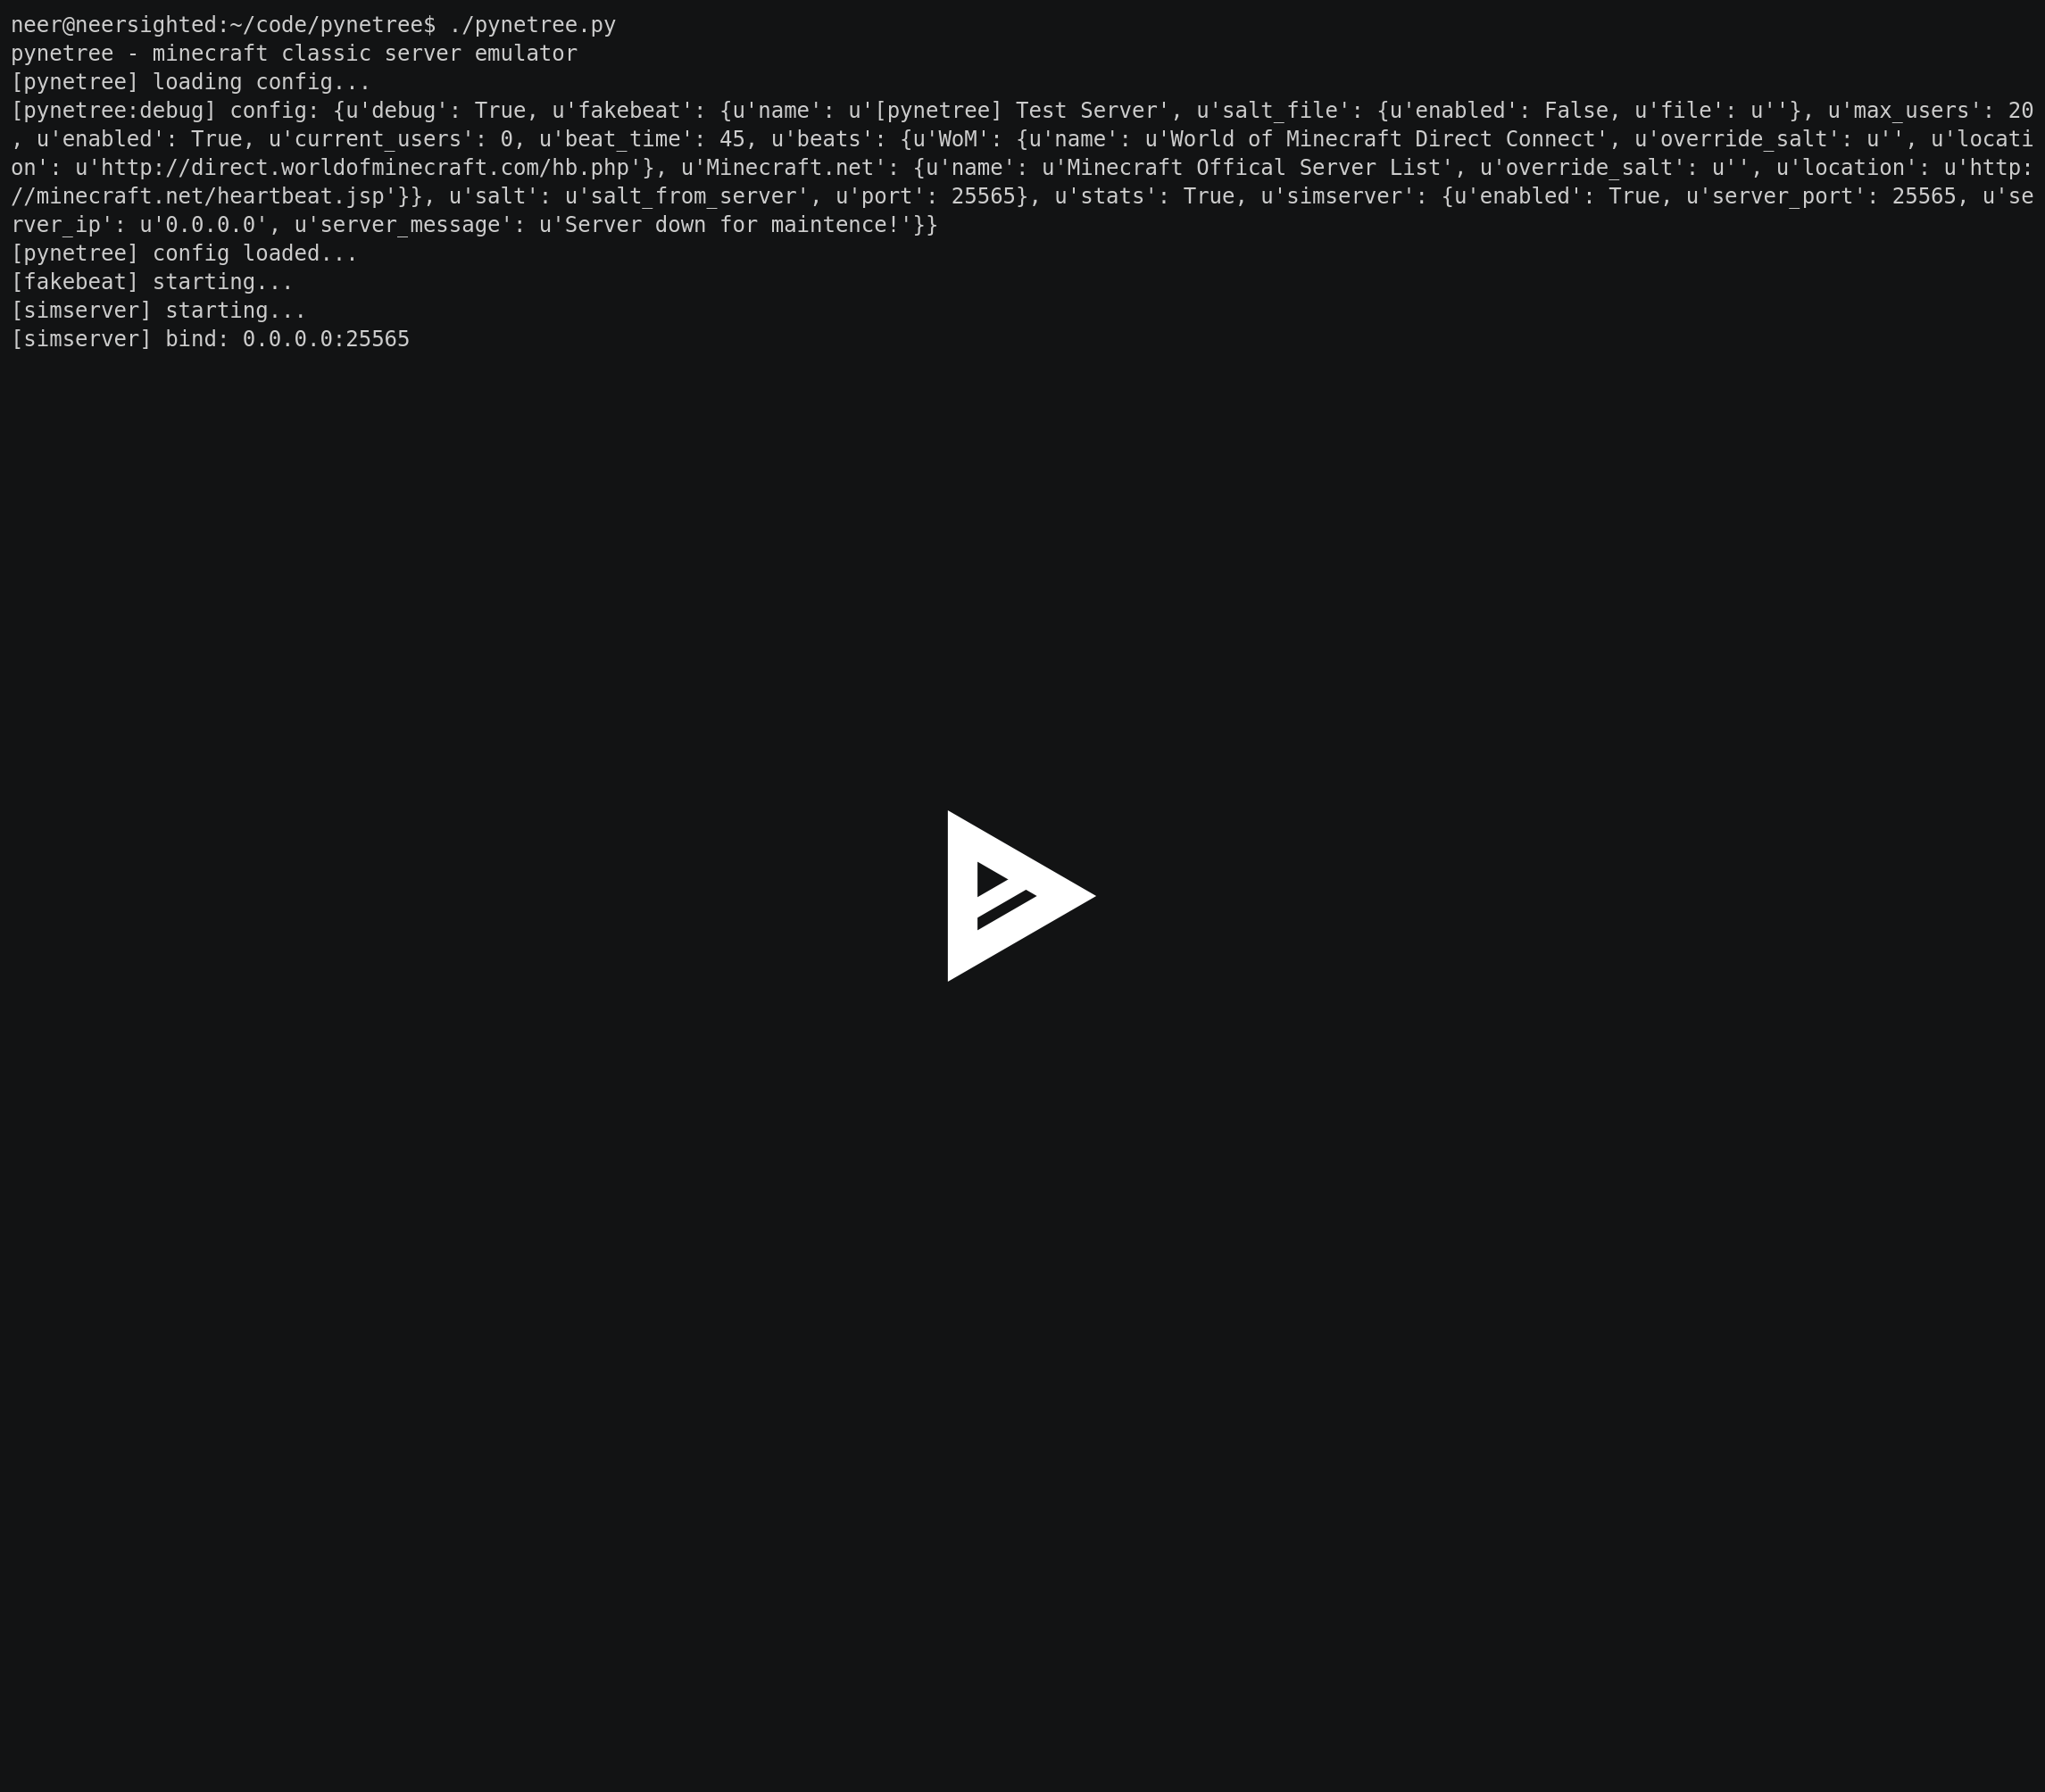 neer@neersighted:~/code/pynetree$ ./pynetree.py
pynetree - minecraft classic server emulator
[pynetree] loading config...
[pynetree:debug] config: {u'debug': True, u'fakebeat': {u'name': u'[pynetree] Test Server', u'salt_file': {u'enabled': False, u'file': u''}, u'max_users': 20
, u'enabled': True, u'current_users': 0, u'beat_time': 45, u'beats': {u'WoM': {u'name': u'World of Minecraft Direct Connect', u'override_salt': u'', u'locati
on': u'http://direct.worldofminecraft.com/hb.php'}, u'Minecraft.net': {u'name': u'Minecraft Offical Server List', u'override_salt': u'', u'location': u'http:
//minecraft.net/heartbeat.jsp'}}, u'salt': u'salt_from_server', u'port': 25565}, u'stats': True, u'simserver': {u'enabled': True, u'server_port': 25565, u'se
rver_ip': u'0.0.0.0', u'server_message': u'Server down for maintence!'}}
[pynetree] config loaded...
[fakebeat] starting...
[simserver] starting...
[simserver] bind: 0.0.0.0:25565